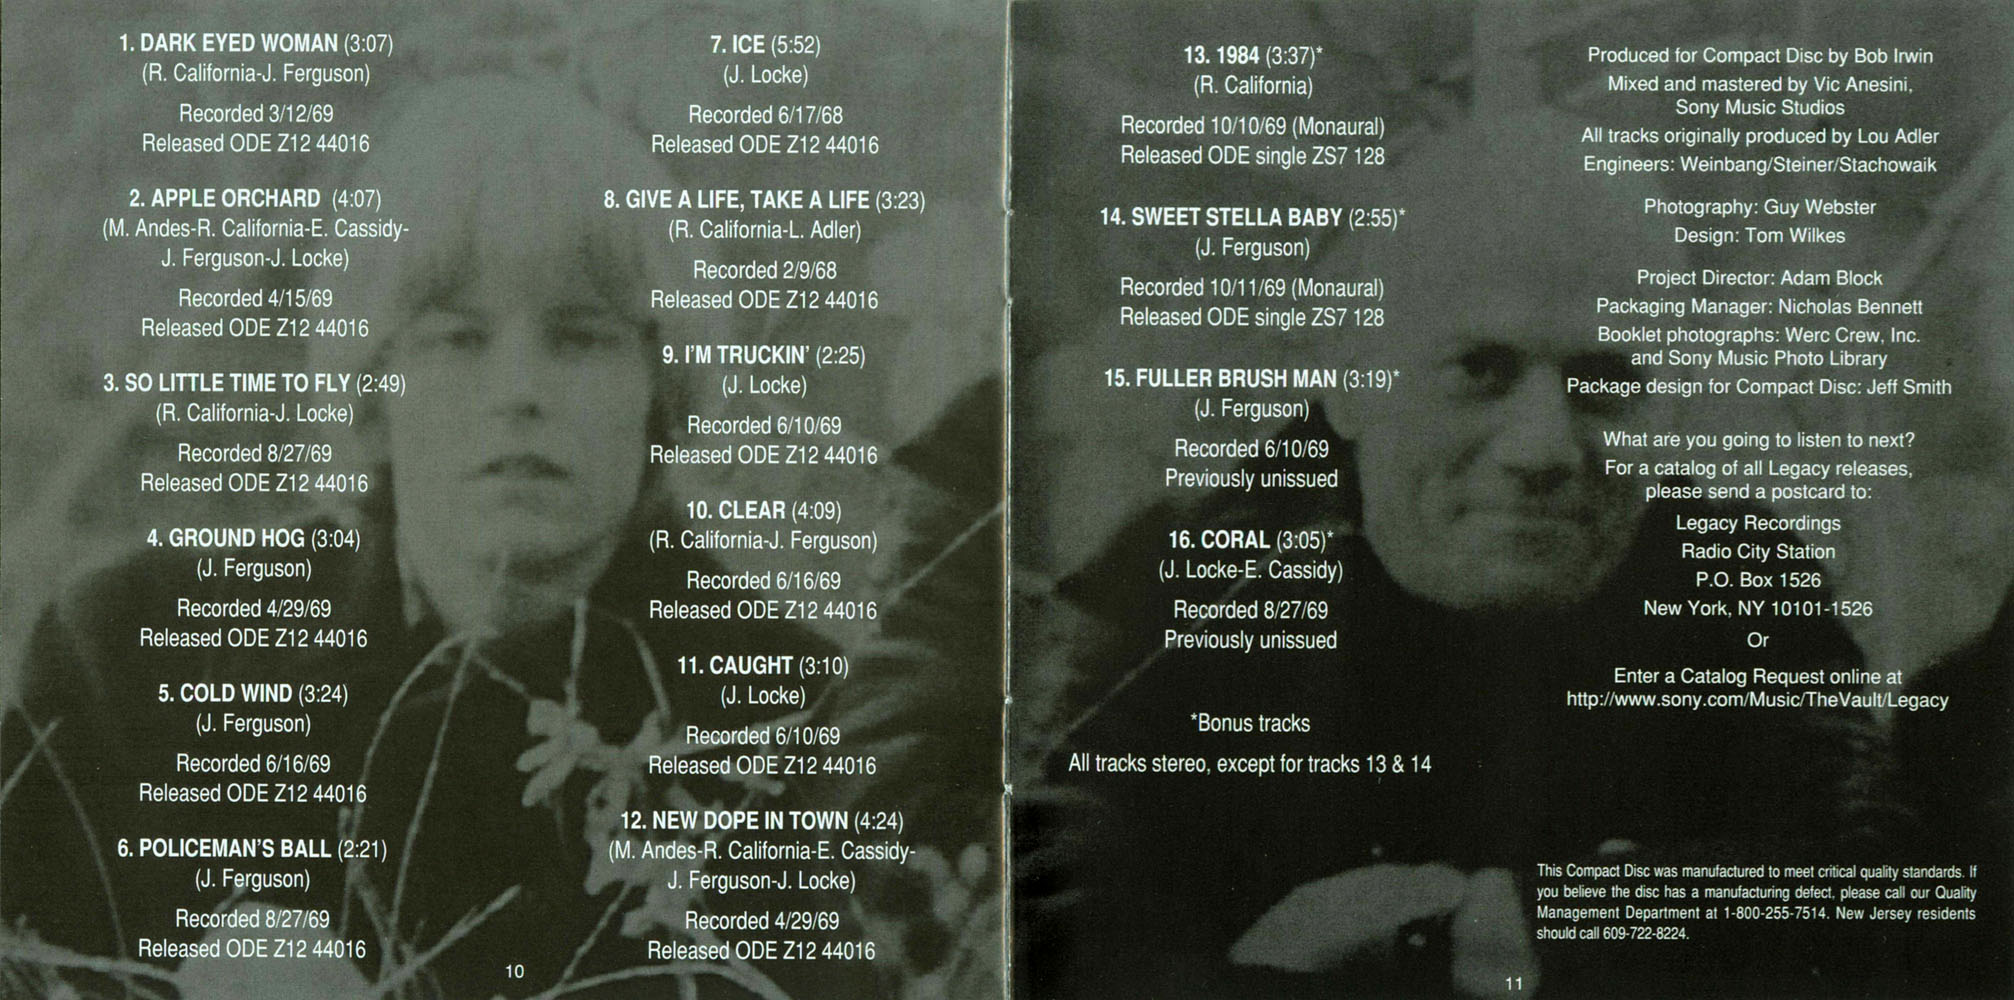 1. DARK EYED WOMAN (3:07)
(R. California-J. Ferguson)
Recorded 3/12/69
Released ODE Z12 44016
2. APPLE ORCHARD (4:07)
(M. Andes-R. California-E. Cassidy-
J. Ferguson-J. Locke)
Recorded 4/15/69
Released ODE Z12 44016
3. SO LITTLE TIME TO FLY (2:49)
(R. California-J. Locke)
Recorded 8/27/69
Released ODE Z12 44016
4. GROUND HOG (3:04)
(J. Ferguson)
Recorded 4/29/69
Released ODE Z12 44016
5. COLD WIND (3:24)
(J. Ferguson)
Recorded 6/16/69
Released ODE Z12 44016
6. POLICEMAN'S BALL (2:21)
(J. Ferguson)
Recorded 8/27/69
Released ODE Z12 44016
7. ICE (5:52)
(J. Locke)
Recorded 6/17/68
Released ODE Z12 44016
8. GIVE A LIFE, TAKE A LIFE (3:23)
(R. California-L. Adler)
Recorded 2/9/68
Released ODE Z12 44016
9. I'M TRUCKIN' (2:25)
(J. Locke)
Recorded 6/10/69
Released ODE Z12 44016
10. CLEAR (4:09)
(R. California-J. Ferguson)
Recorded 6/16/69
Released ODE Z12 44016
11. CAUGHT (3:10)
(J. Locke)
Recorded 6/10/69
Released ODE Z12 44016
12. NEW DOPE IN TOWN (4:24)
(M. Andes-R. California-E. Cassidy-
J. Ferguson-J. Locke)
Recorded 4/29/69
Released ODE Z12 44016
10
13. 1984 (3:37)*
(R. California)
Recorded 10/10/69 (Monaural)
Released ODE single ZS7 128
14. SWEET STELLA BABY (2:55)*
(J. Ferguson)
Recorded 10/11/69 (Monaural)
Released ODE single ZS7 128
15. FULLER BRUSH MAN (3:19)*
(J. Ferguson)
Recorded 6/10/69
Previously unissued
16. CORAL (3:05)*
(J. Locke-E. Cassidy)
Recorded 8/27/69
Previously unissued
*Bonus tracks
All tracks stereo, except for tracks 13 & 14
Produced for Compact Disc by Bob Irwin
Mixed and mastered by Vic Anesini,
Sony Music Studios
All tracks originally produced by Lou Adler
Engineers: Weinbang/Steiner/Stachowaik
Photography: Guy Webster
Design: Tom Wilkes
Project Director: Adam Block
Packaging Manager: Nicholas Bennett
Booklet photographs: Werc Crew, Inc.
and Sony Music Photo Library
Package design for Compact Disc: Jeff Smith
What are you going to listen to next?
For a catalog of all Legacy releases,
please send a postcard to:
Legacy Recordings
Radio City Station
P.O. Box 1526
New York, NY 10101-1526
Or
Enter a Catalog Request online at
http://www.sony.com/Music/TheVault/Legacy
This Compact Disc was manufactured to meet critical quality standards. If
you believe the disc has a manufacturing defect, please call our Quality
Management Department at 1-800-255-7514. New Jersey residents
should call 609-722-8224.
11